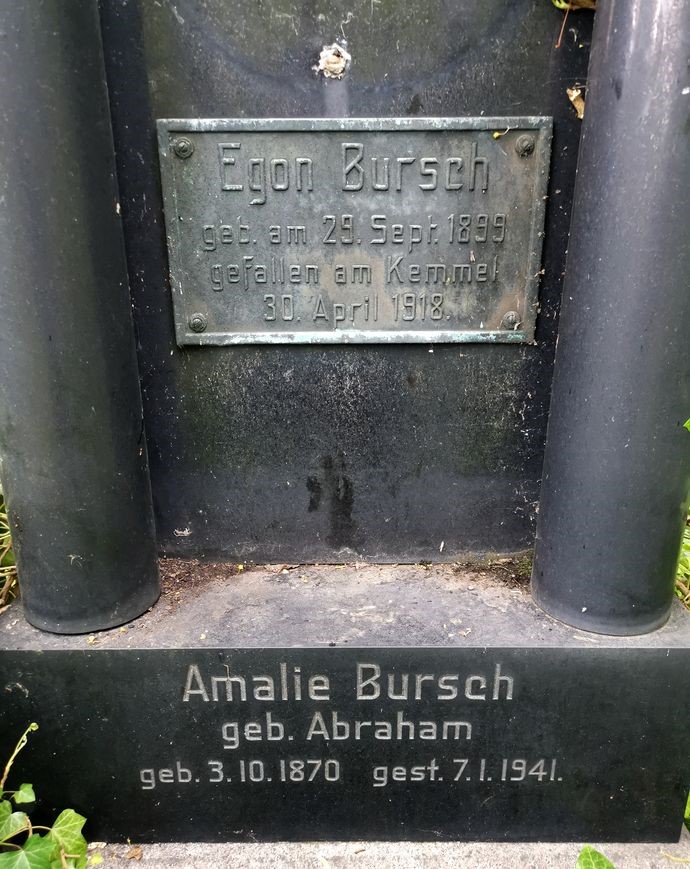 Egon Bursch
geb. am 29. Sept. 1899
gefallen am Kemmel
30. April 1918.
Amalie Bursch
geb. Abraham
geb. 3.10.1870 gest. 7.1.1941.